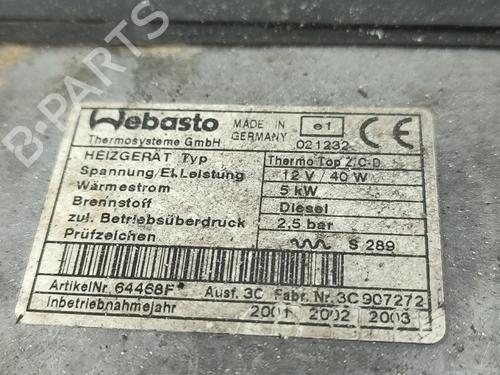 Webasto
Thermosysteme GmbH
MADE IN
GERMANY
e1
021232
CE
HEIZGERÄT Typ Thermo Top Z/C-D
Spannung/El.Leistung 12 V / 40 W
Wärmestrom 5 kW
Brennstoff Diesel
zul. Betriebsüberdruck 2,5 bar
Prüfzeichen S 289
ArtikelNr. 64468F* Ausf. 3C Fabr. Nr. 3C907272
Inbetriebnahmejahr 2001 2002 2003
B-PARTS